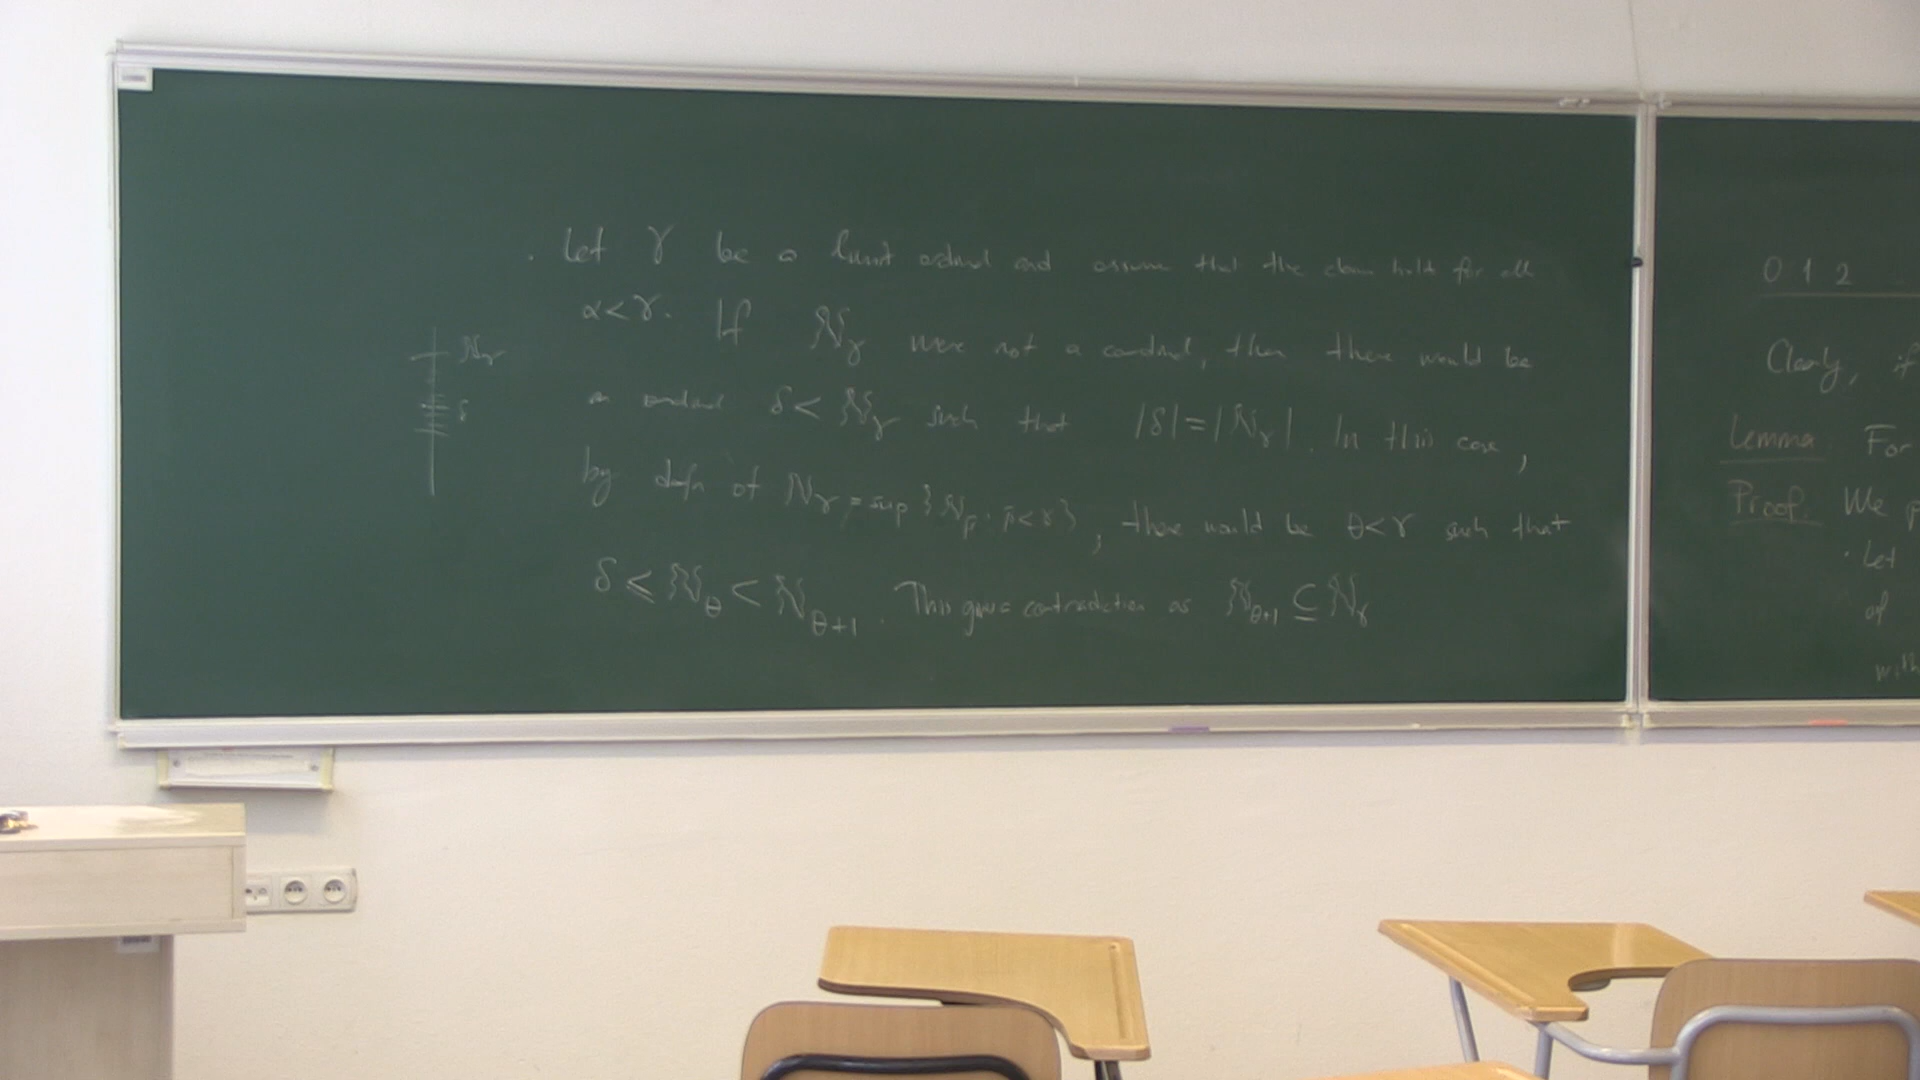 . Let γ be a limit ordinal and assume that the claim holds for all
α<γ. If ℵ_γ were not a cardinal, then there would be
an ordinal δ < ℵ_γ such that |δ|=|ℵ_γ|. In this case,
by defn of ℵ_γ = sup {ℵ_β : β<γ}, there would be θ<γ such that
δ ≤ ℵ_θ < ℵ_θ+1. This gives contradiction as ℵ_θ+1 ⊆ ℵ_γ
ℵ_γ
δ
0 1 2
Clearly, if
Lemma For
Proof. We p
· Let
of
with